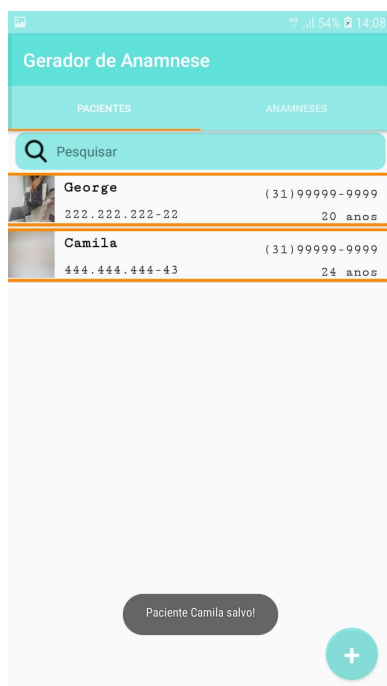 4G 54% 14:08
Gerador de Anamnese
PACIENTES ANAMNESES
Pesquisar
George (31)99999-9999
222.222.222-22 20 anos
Camila (31)99999-9999
444.444.444-43 24 anos
Paciente Camila salvo!
+